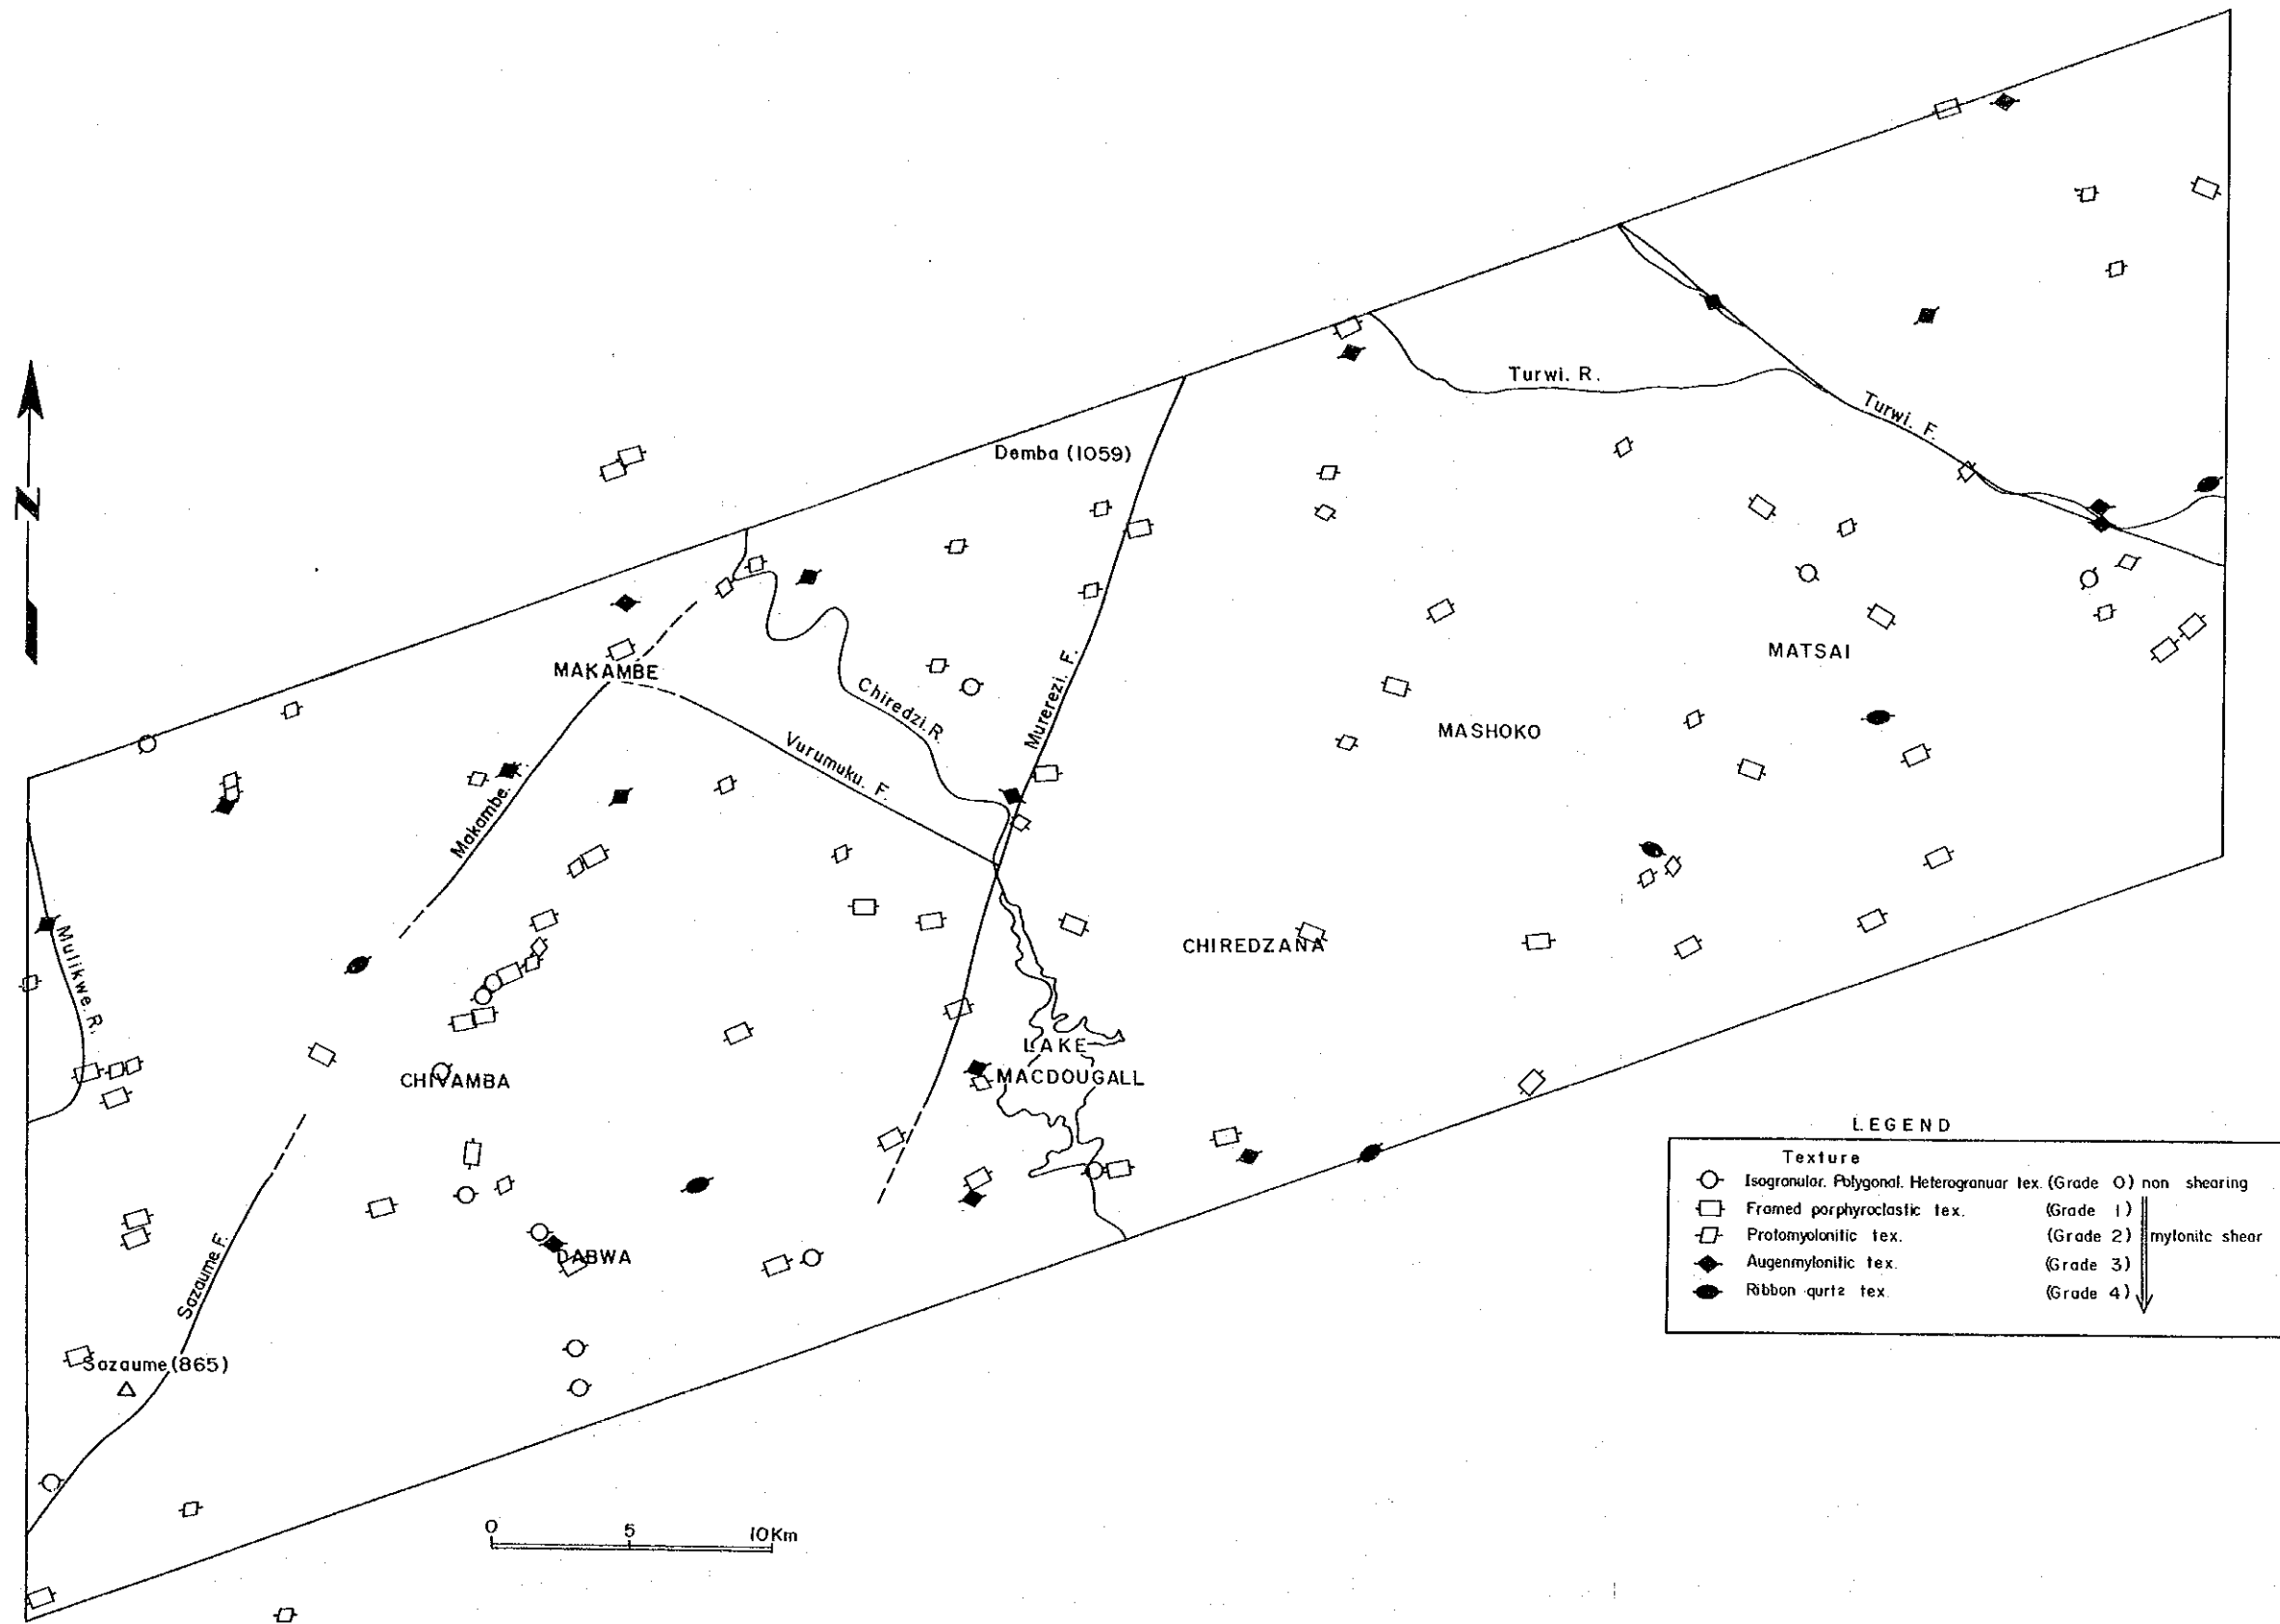 Turwi. R.
Turwi. F.
Demba (1059)
N
MAKAMBE
Chiredzi. R.
Murerezi. F.
MATSAI
MASHOKO
Vurumuku. F.
Makambe.
Mulikwe. R.
CHIREDZANA
LAKE
MACDOUGALL
CHIVAMBA
DABWA
Sazaume F.
Sazaume (865)
0 5 10Km
LEGEND
Texture
Isogranular. Polygonal. Heterogranuar tex. (Grade 0) non shearing
Framed porphyroclastic tex. (Grade 1)
Protomyolonitic tex. (Grade 2) mylonitc shear
Augenmylonitic tex. (Grade 3)
Ribbon qurtz tex. (Grade 4)